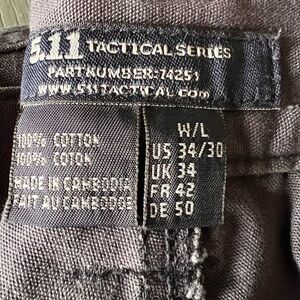 5.11 TACTICAL SERIES
PART NUMBER-74251
WWW.511TACTICAL.COM
100% COTTON
100% COTON
MADE IN CAMBODIA
FAIT AU CAMBODGE
W/L
US 34/30
UK 34
FR 42
DE 50